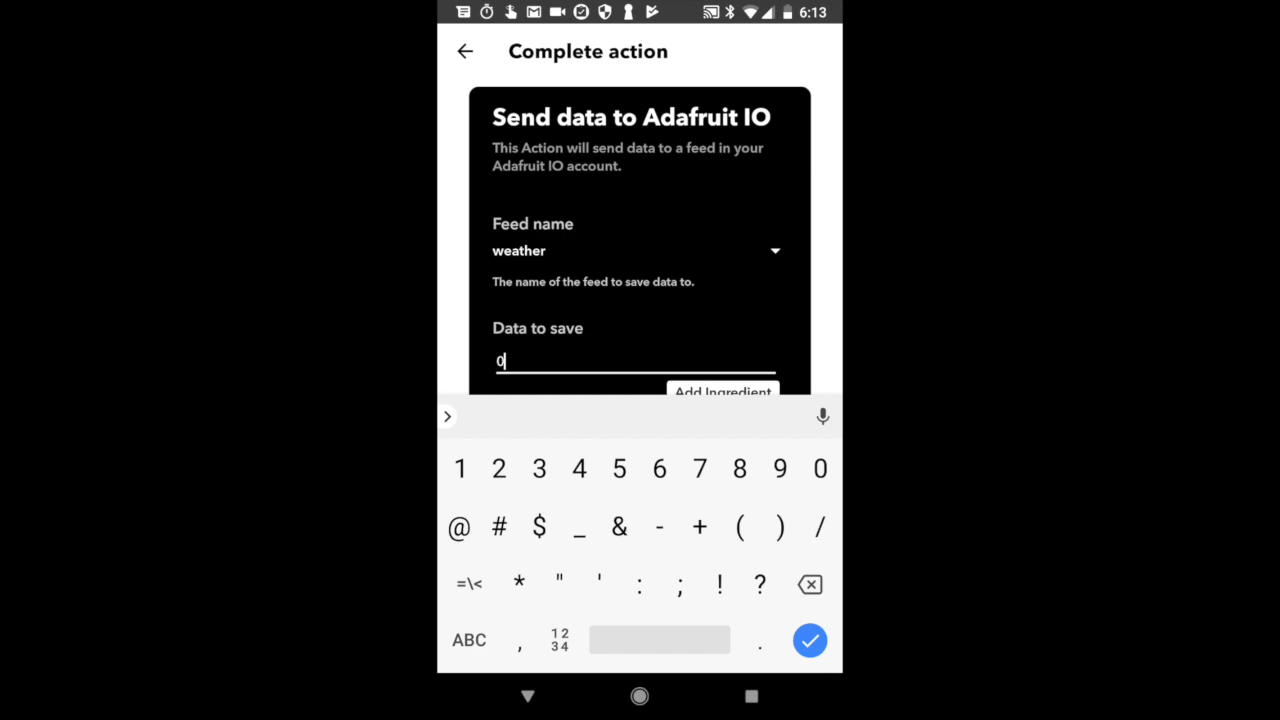 6:13
Complete action
Send data to Adafruit IO
This Action will send data to a feed in your
Adafruit IO account.
Feed name
weather
The name of the feed to save data to.
Data to save
0
Add Ingredient
1 2 3 4 5 6 7 8 9 0
@ # $ _ & - + ( ) /
=\< * " ' : ; ! ?
ABC , 12 34 .